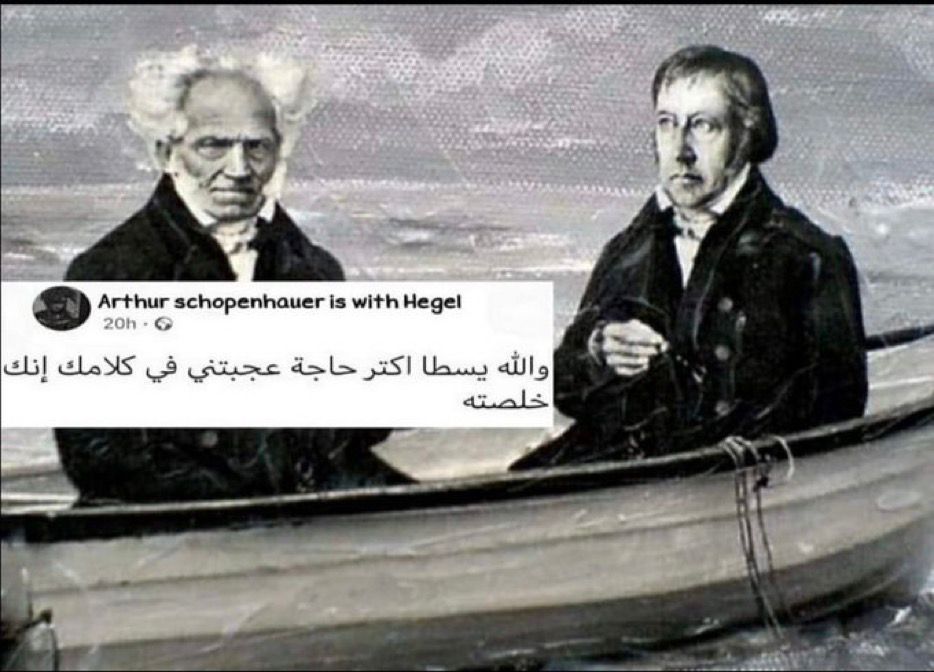 Arthur schopenhauer is with Hegel
20h ·
والله يسطا اكتر حاجة عجبتني في كلامك إنك
خلصته